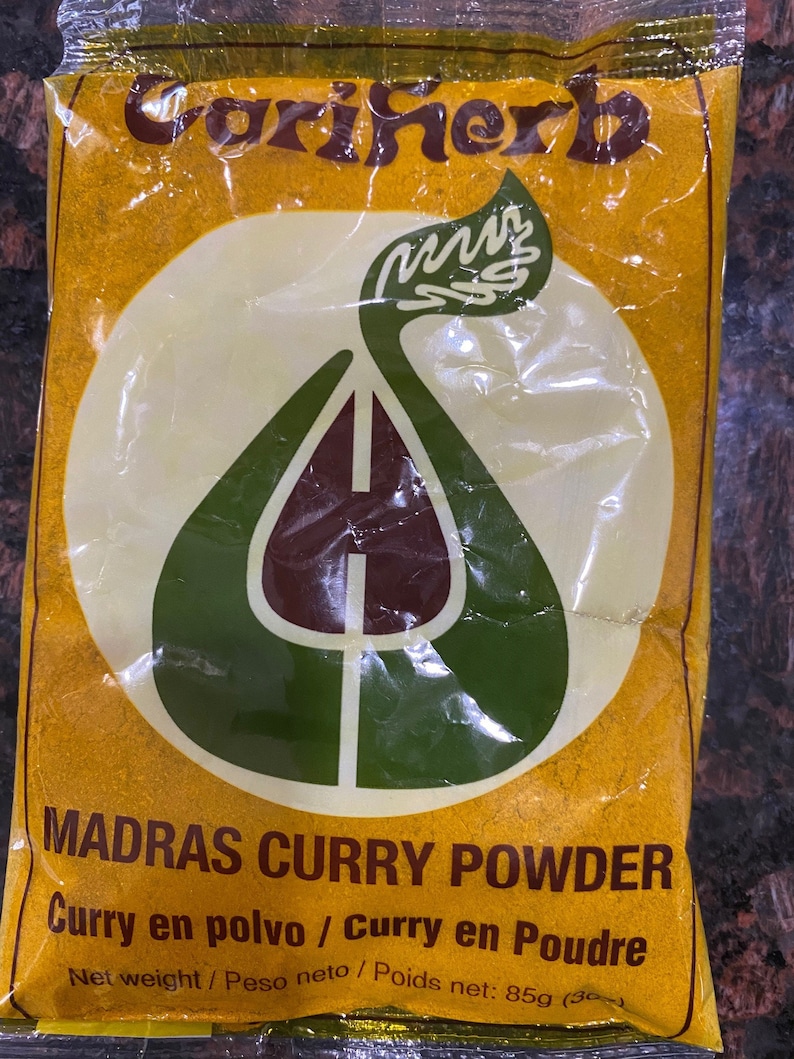 Cariherb
MADRAS CURRY POWDER
Curry en polvo / Curry en Poudre
Net weight / Peso neto / Poids net: 85g